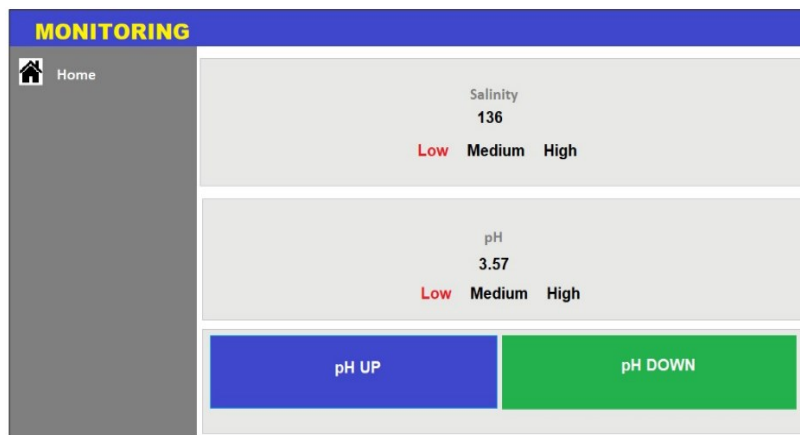 MONITORING
Home
Salinity
136
Low Medium High
pH
3.57
Low Medium High
pH UP pH DOWN